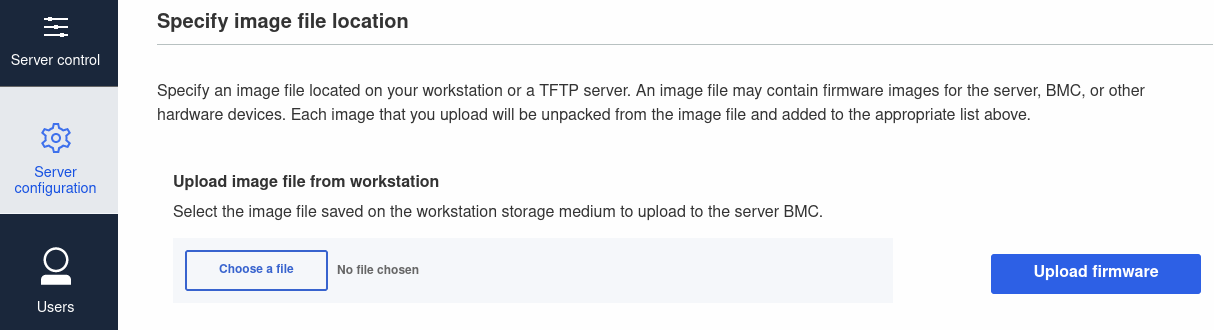 Server control
Server
configuration
Users
Specify image file location
Specify an image file located on your workstation or a TFTP server. An image file may contain firmware images for the server, BMC, or other
hardware devices. Each image that you upload will be unpacked from the image file and added to the appropriate list above.
Upload image file from workstation
Select the image file saved on the workstation storage medium to upload to the server BMC.
Choose a file No file chosen
Upload firmware